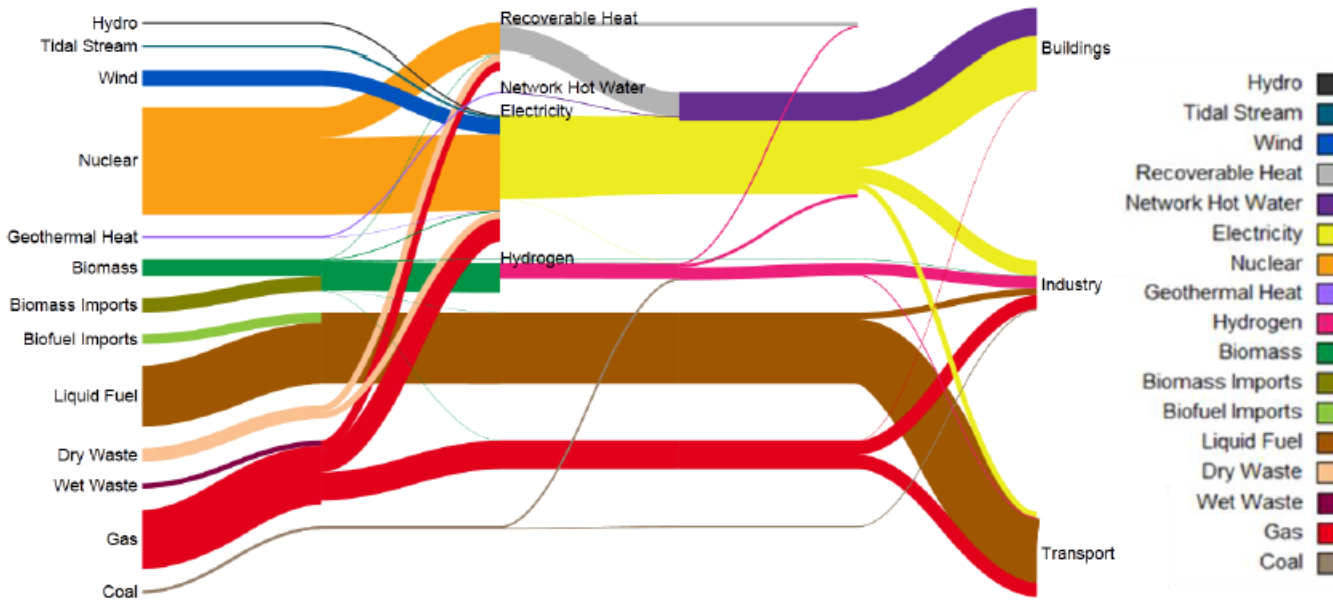 Hydro
Tidal Stream
Wind
Nuclear
Geothermal Heat
Biomass
Biomass Imports
Biofuel Imports
Liquid Fuel
Dry Waste
Wet Waste
Gas
Coal
Recoverable Heat
Network Hot Water
Electricity
Hydrogen
Buildings
Industry
Transport
Hydro
Tidal Stream
Wind
Recoverable Heat
Network Hot Water
Electricity
Nuclear
Geothermal Heat
Hydrogen
Biomass
Biomass Imports
Biofuel Imports
Liquid Fuel
Dry Waste
Wet Waste
Gas
Coal